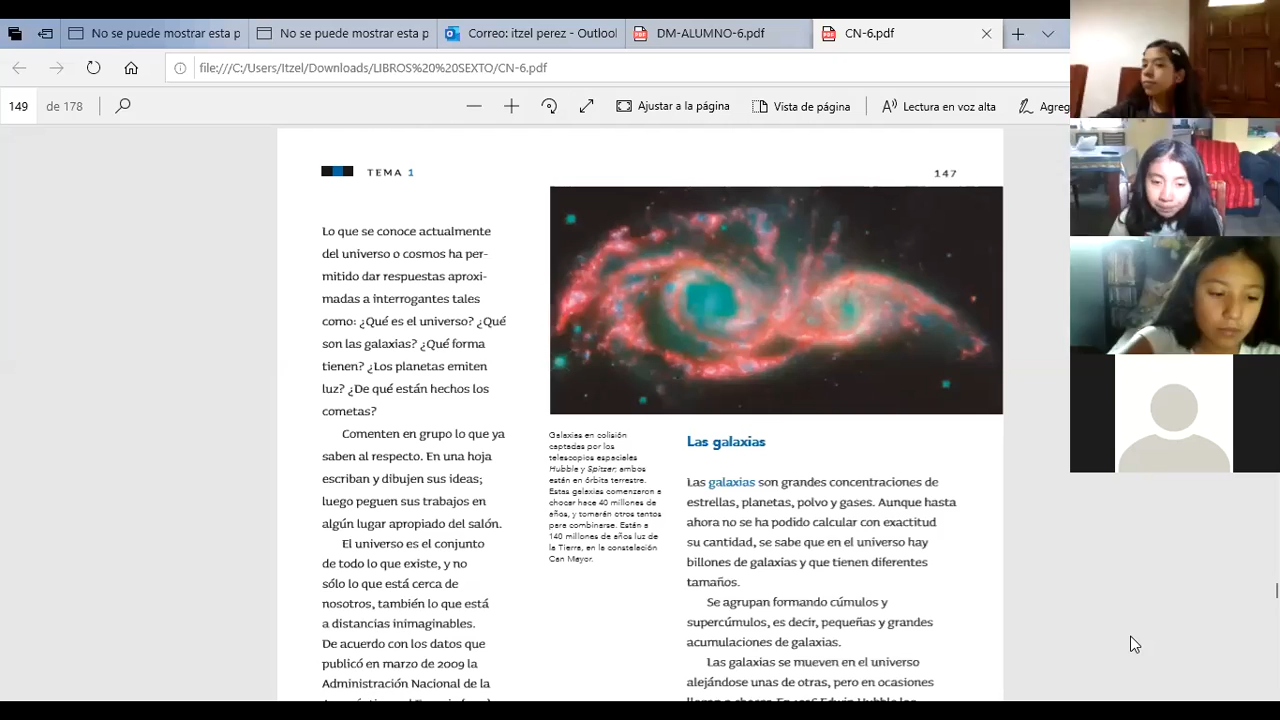 No se puede mostrar esta p
No se puede mostrar esta p
Correo: itzel perez - Outlool
DM-ALUMNO-6.pdf
CN-6.pdf
file:///C:/Users/Itzel/Downloads/LIBROS%20%20SEXTO/CN-6.pdf
149 de 178
Ajustar a la página
Vista de página
Lectura en voz alta
Agreg
TEMA 1
147
Lo que se conoce actualmente
del universo o cosmos ha per-
mitido dar respuestas aproxi-
madas a interrogantes tales
como: ¿Qué es el universo? ¿Qué
son las galaxias? ¿Qué forma
tienen? ¿Los planetas emiten
luz? ¿De qué están hechos los
cometas?
Comenten en grupo lo que ya
saben al respecto. En una hoja
escriban y dibujen sus ideas;
luego peguen sus trabajos en
algún lugar apropiado del salón.
El universo es el conjunto
de todo lo que existe, y no
sólo lo que está cerca de
nosotros, también lo que está
a distancias inimaginables.
De acuerdo con los datos que
publicó en marzo de 2009 la
Administración Nacional de la
Galaxias en colisión
captadas por los
telescopios espaciales
Hubble y Spitzer; ambos
están en órbita terrestre.
Estas galaxias comenzaron a
chocar hace 40 millones de
años, y tomarán otros tantos
para combinarse. Están a
140 millones de años luz de
la Tierra, en la constelación
Can Mayor.
Las galaxias
Las galaxias son grandes concentraciones de
estrellas, planetas, polvo y gases. Aunque hasta
ahora no se ha podido calcular con exactitud
su cantidad, se sabe que en el universo hay
billones de galaxias y que tienen diferentes
tamaños.
Se agrupan formando cúmulos y
supercúmulos, es decir, pequeñas y grandes
acumulaciones de galaxias.
Las galaxias se mueven en el universo
alejándose unas de otras, pero en ocasiones